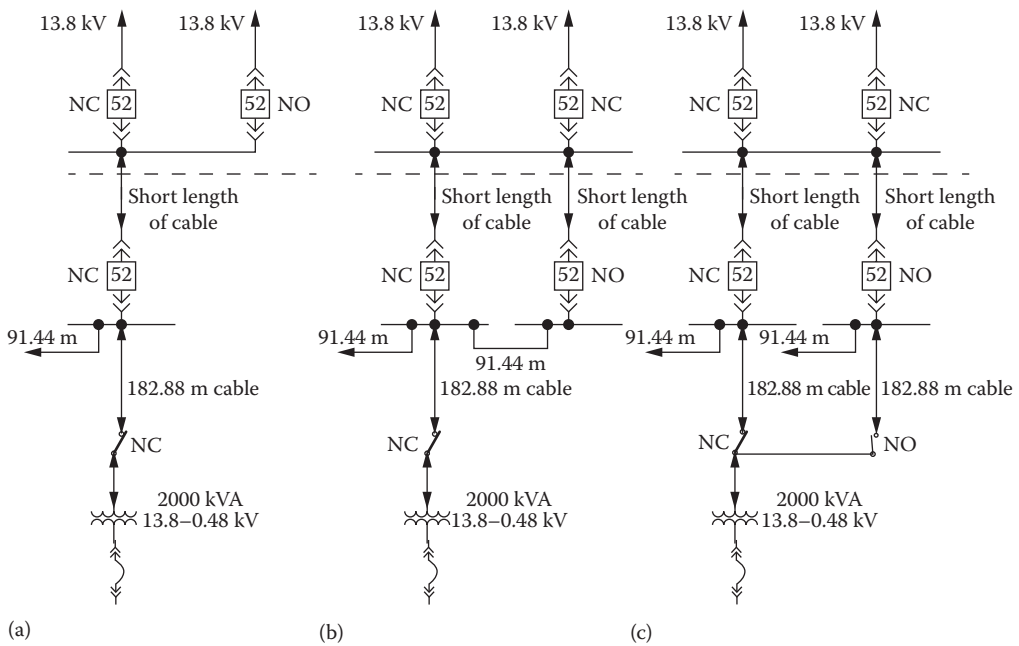 13.8 kV 13.8 kV 13.8 kV 13.8 kV 13.8 kV 13.8 kV
NC 52 52 NO NC 52 52 NC NC 52 52 NC
Short length of cable
Short length of cable
Short length of cable
Short length of cable
Short length of cable
NC 52 NC 52 52 NO NC 52 52 NO
91.44 m 91.44 m 91.44 m 91.44 m
91.44 m
182.88 m cable 182.88 m cable 182.88 m cable 182.88 m cable
NC NC NC NO
2000 kVA 2000 kVA 2000 kVA
13.8–0.48 kV 13.8–0.48 kV 13.8–0.48 kV
(a) (b) (c)